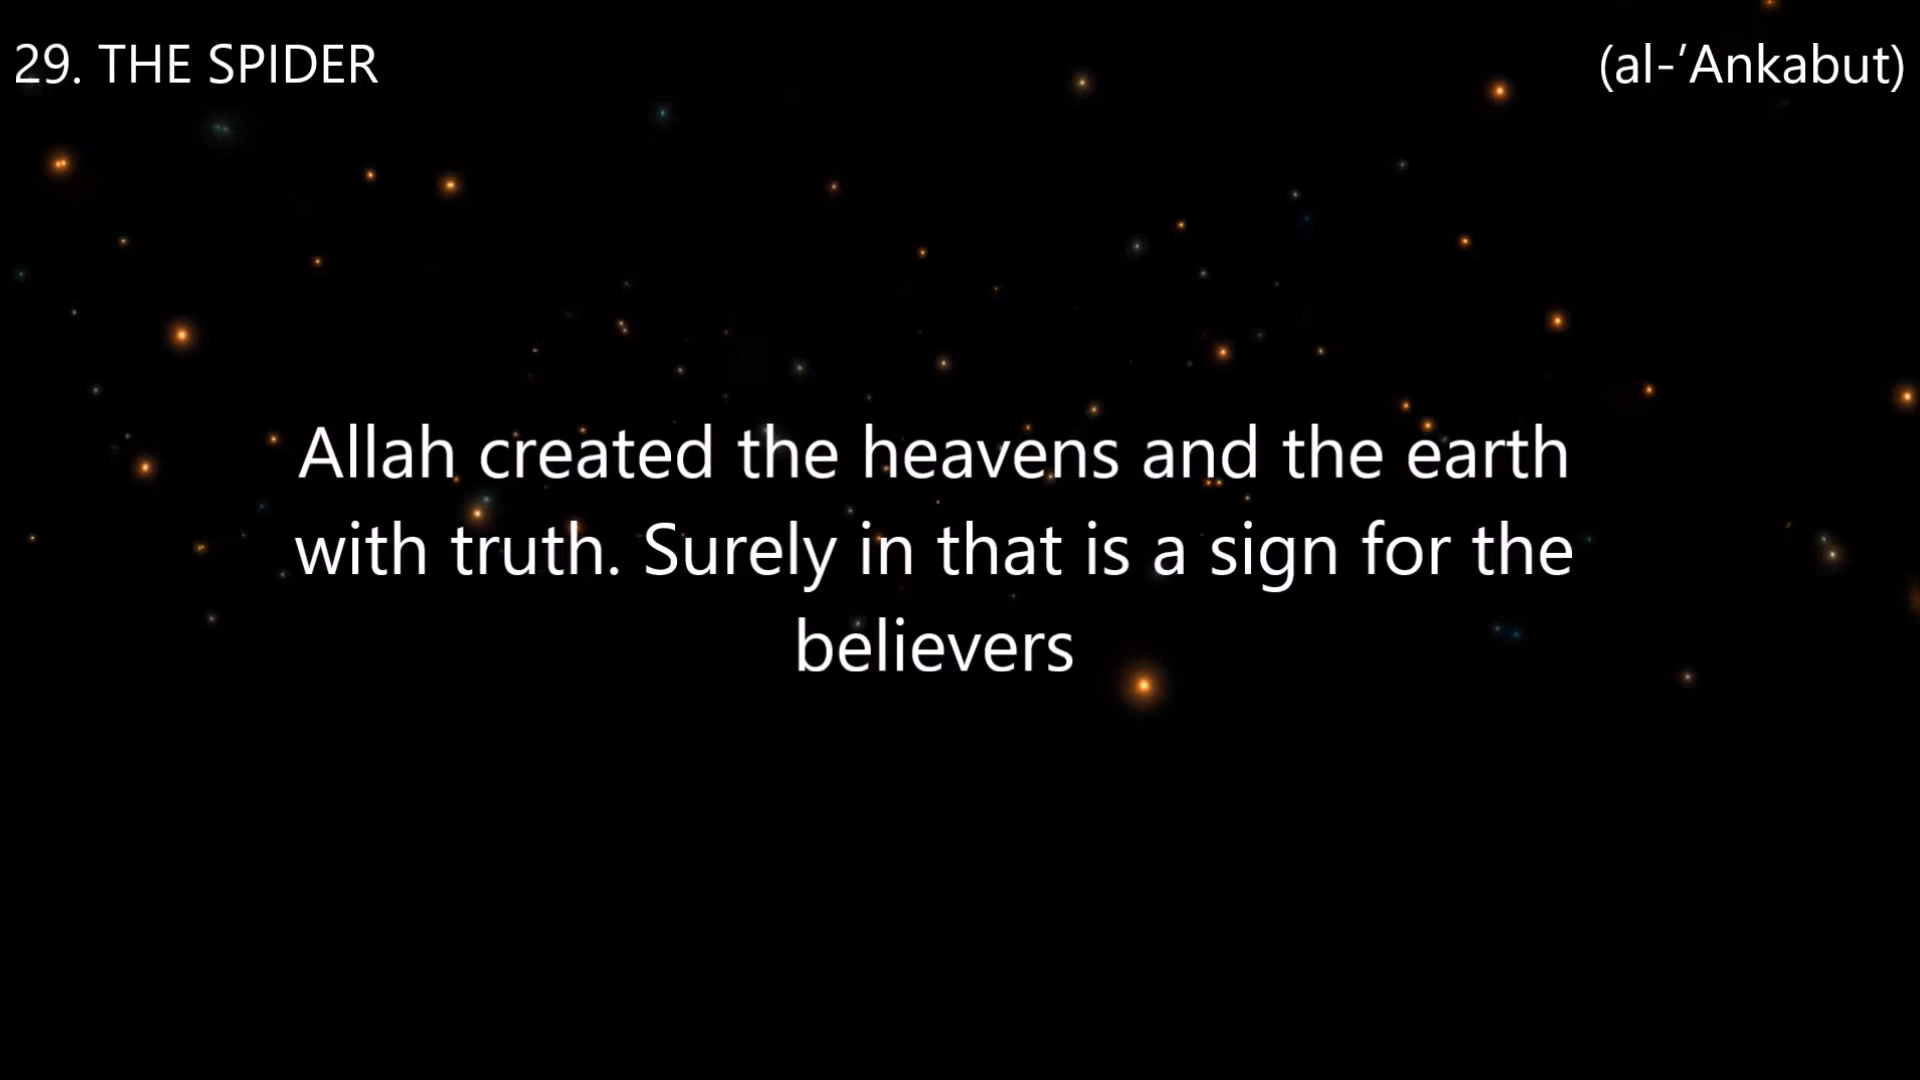 29. THE SPIDER
(al-’Ankabut)
Allah created the heavens and the earth
with truth. Surely in that is a sign for the
believers